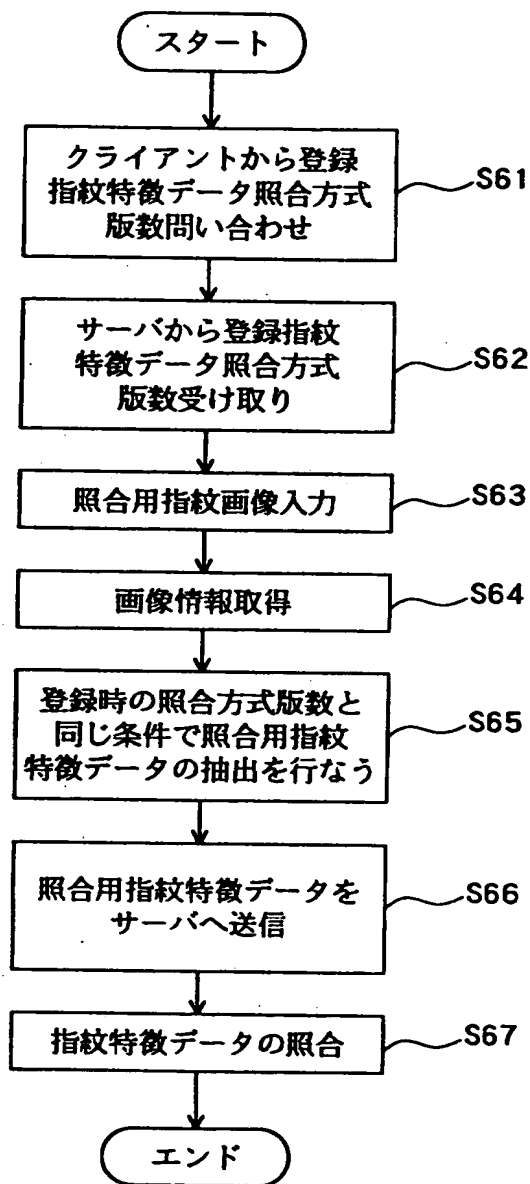 スタート
クライアントから登録
指紋特徴データ照合方式
版数問い合わせ
S61
サーバから登録指紋
特徴データ照合方式
版数受け取り
S62
照合用指紋画像入力
S63
画像情報取得
S64
登録時の照合方式版数と
同じ条件で照合用指紋
特徴データの抽出を行なう
S65
照合用指紋特徴データを
サーバへ送信
S66
指紋特徴データの照合
S67
エンド